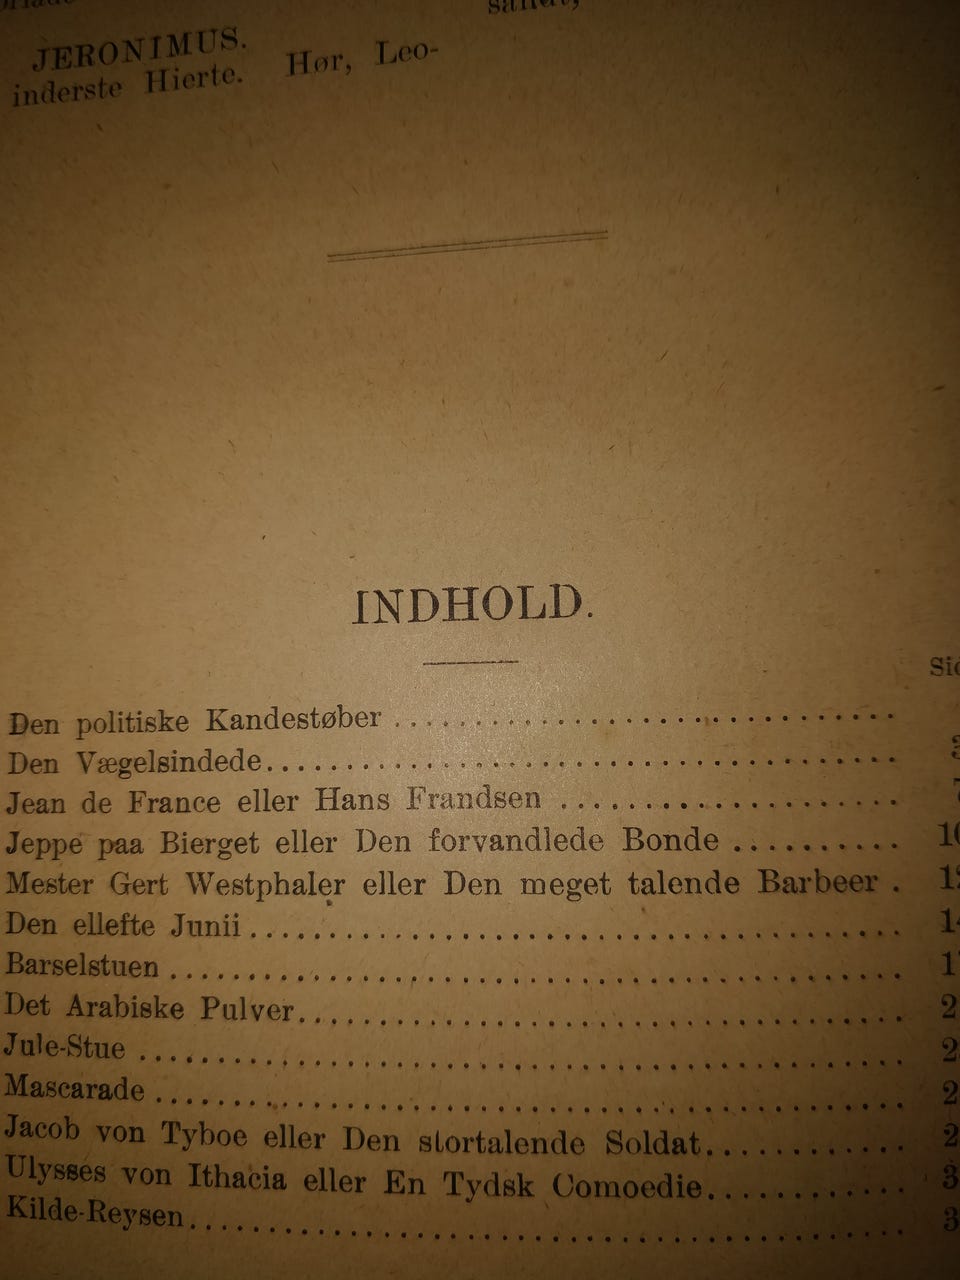 JERONIMUS.
inderste Hierte. Hør, Leo-
INDHOLD.
Den politiske Kandestøber
Den Vægelsindede
Jean de France eller Hans Frandsen
Jeppe paa Bierget eller Den forvandlede Bonde
Mester Gert Westphaler eller Den meget talende Barbeer
Den ellefte Junii
Barselstuen
Det Arabiske Pulver
Jule-Stue
Mascarade
Jacob von Tyboe eller Den stortalende Soldat
Ulysses von Ithacia eller En Tydsk Comoedie
Kilde-Reysen